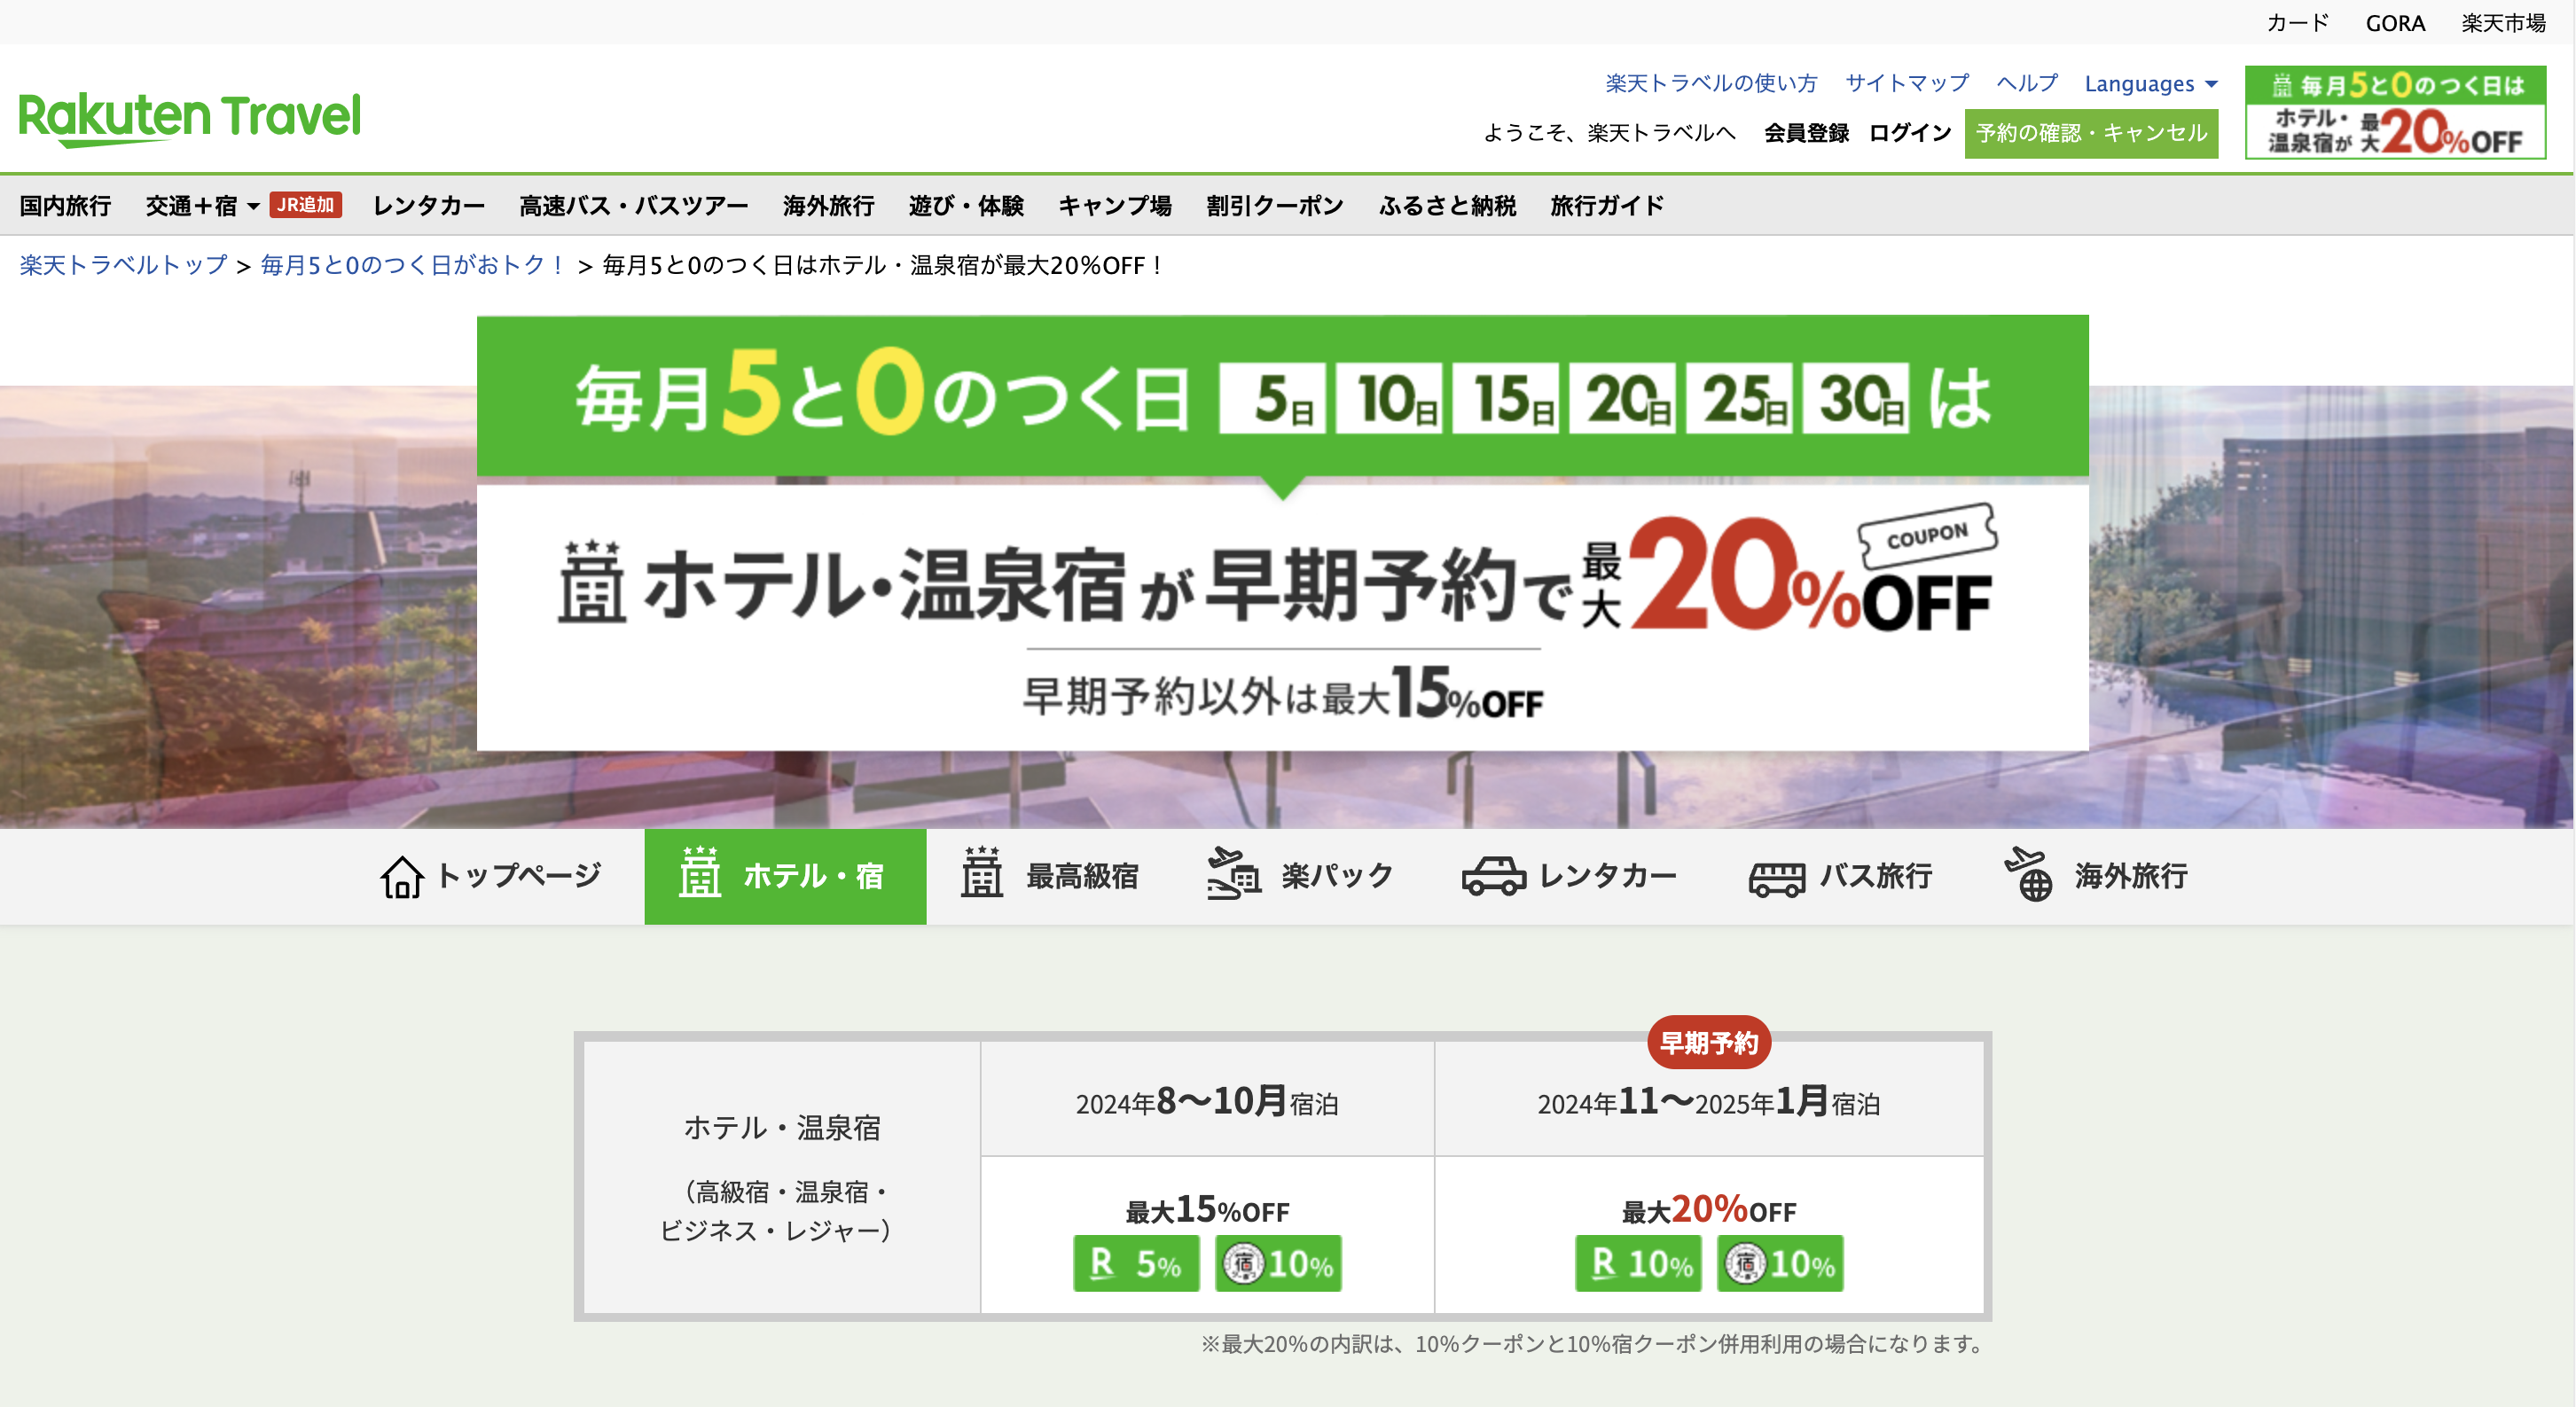 カード GORA 楽天市場
Rakuten Travel
楽天トラベルの使い方 サイトマップ ヘルプ Languages
ようこそ、楽天トラベルへ 会員登録 ログイン 予約の確認・キャンセル
毎月5と0のつく日は
ホテル・温泉宿が 最大20%OFF
国内旅行 交通+宿 JR追加 レンタカー 高速バス・バスツアー 海外旅行 遊び・体験 キャンプ場 割引クーポン ふるさと納税 旅行ガイド
楽天トラベルトップ > 毎月5と0のつく日がおトク！ > 毎月5と0のつく日はホテル・温泉宿が最大20%OFF！
毎月5と0のつく日 5日 10日 15日 20日 25日 30日 は
ホテル・温泉宿が早期予約で最大20%OFF
COUPON
早期予約以外は最大15%OFF
トップページ ホテル・宿 最高級宿 楽パック レンタカー バス旅行 海外旅行
早期予約
2024年8〜10月宿泊 2024年11〜2025年1月宿泊
ホテル・温泉宿
（高級宿・温泉宿・
ビジネス・レジャー）
最大15%OFF 最大20%OFF
R 5% 宿 10% R 10% 宿 10%
※最大20%の内訳は、10%クーポンと10%宿クーポン併用利用の場合になります。